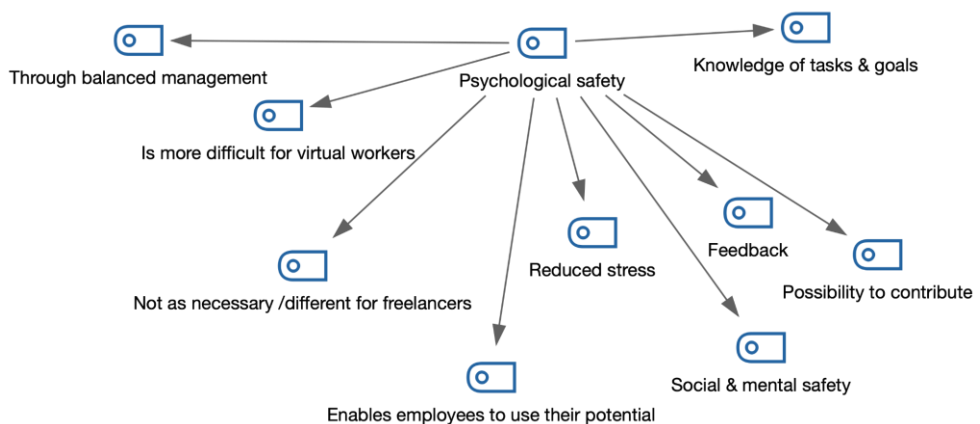 Knowledge of tasks & goals
Through balanced management
Psychological safety
Is more difficult for virtual workers
Feedback
Reduced stress
Possibility to contribute
Not as necessary /different for freelancers
Social & mental safety
Enables employees to use their potential